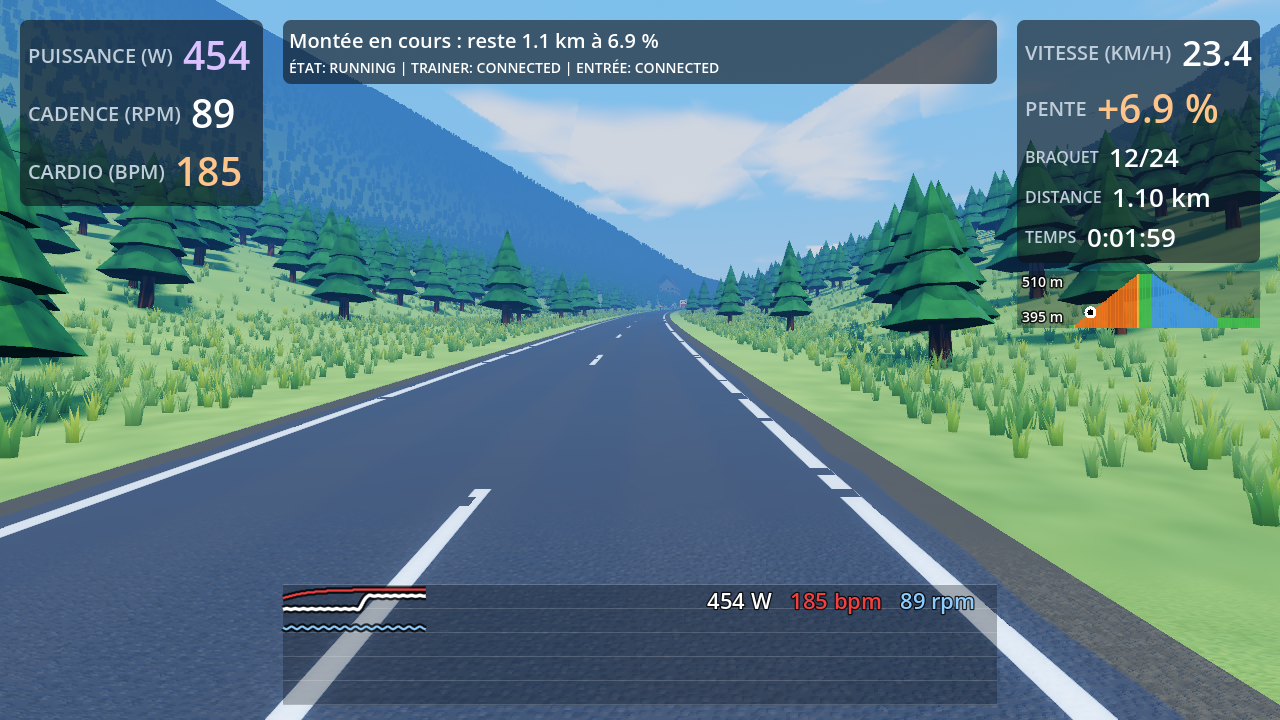 PUISSANCE (W) 454
CADENCE (RPM) 89
CARDIO (BPM) 185
Montée en cours : reste 1.1 km à 6.9 %
ÉTAT: RUNNING | TRAINER: CONNECTED | ENTRÉE: CONNECTED
VITESSE (KM/H) 23.4
PENTE +6.9 %
BRAQUET 12/24
DISTANCE 1.10 km
TEMPS 0:01:59
510 m
395 m
454 W 185 bpm 89 rpm